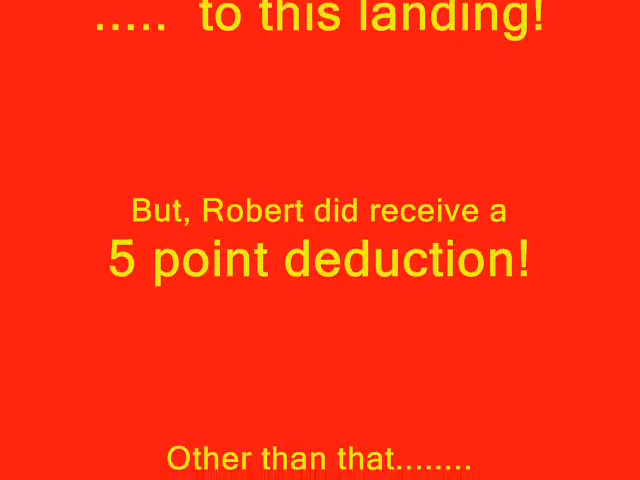 ..... to this landing!
But, Robert did receive a
5 point deduction!
Other than that........